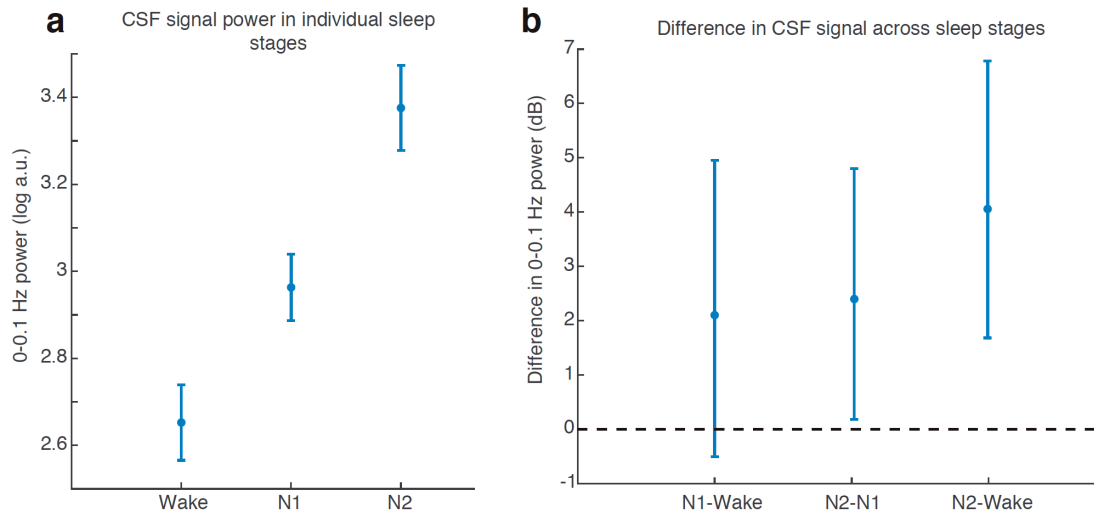 a
CSF signal power in individual sleep
stages
0-0.1 Hz power (log a.u.)
3.4
3.2
3
2.8
2.6
Wake N1 N2
b
Difference in CSF signal across sleep stages
Difference in 0-0.1 Hz power (dB)
7
6
5
4
3
2
1
0
-1
N1-Wake N2-N1 N2-Wake